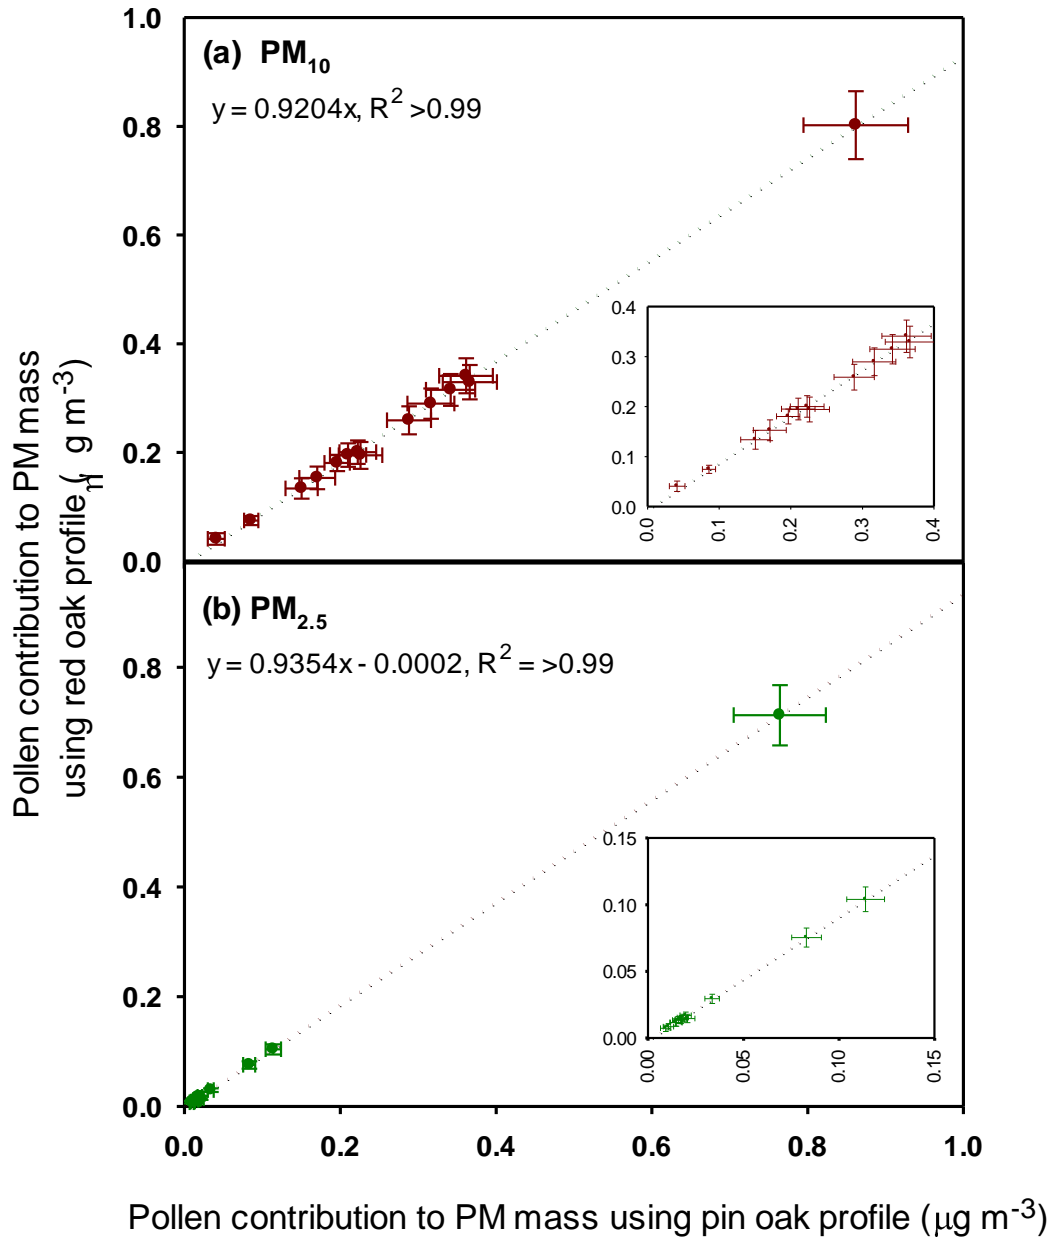 (a) PM10
y = 0.9204x, R2 >0.99
1.0
0.8
0.6
0.4
0.2
0.0
0.4
0.3
0.2
0.1
0.0
0.0 0.1 0.2 0.3 0.4
(b) PM2.5
y = 0.9354x - 0.0002, R2 = >0.99
0.8
0.6
0.4
0.2
0.0
0.15
0.10
0.05
0.00
0.00 0.05 0.10 0.15
0.0 0.2 0.4 0.6 0.8 1.0
Pollen contribution to PM mass
using red oak profile (η g m-3)
Pollen contribution to PM mass using pin oak profile (μg m-3)